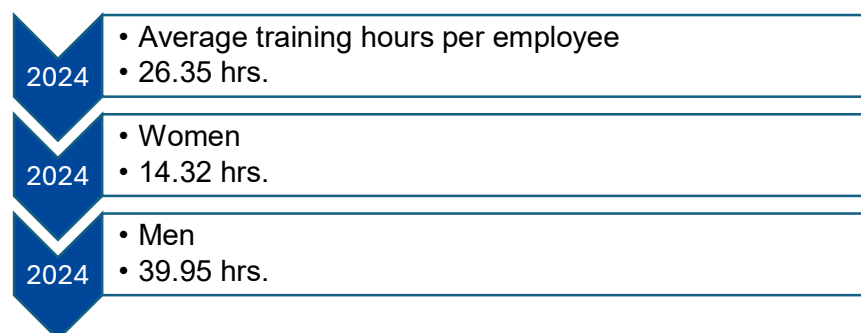 2024
• Average training hours per employee
• 26.35 hrs.
2024
• Women
• 14.32 hrs.
2024
• Men
• 39.95 hrs.